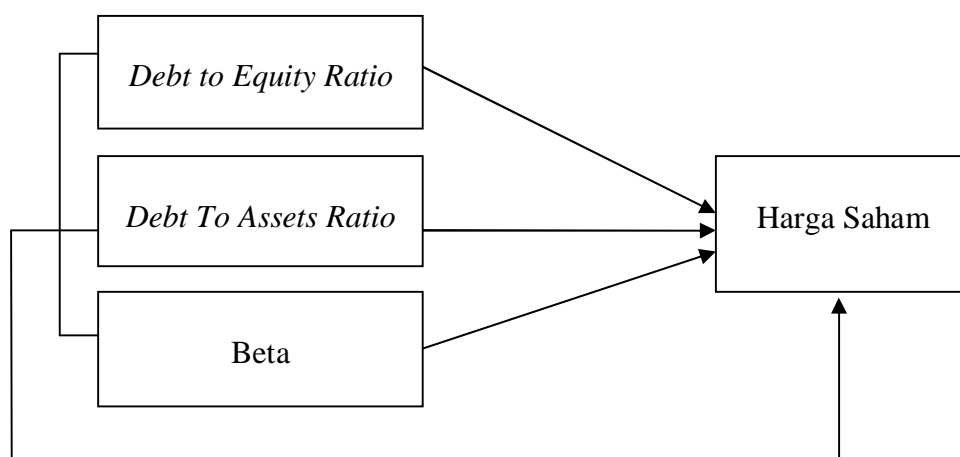 Debt to Equity Ratio
Debt To Assets Ratio
Harga Saham
Beta